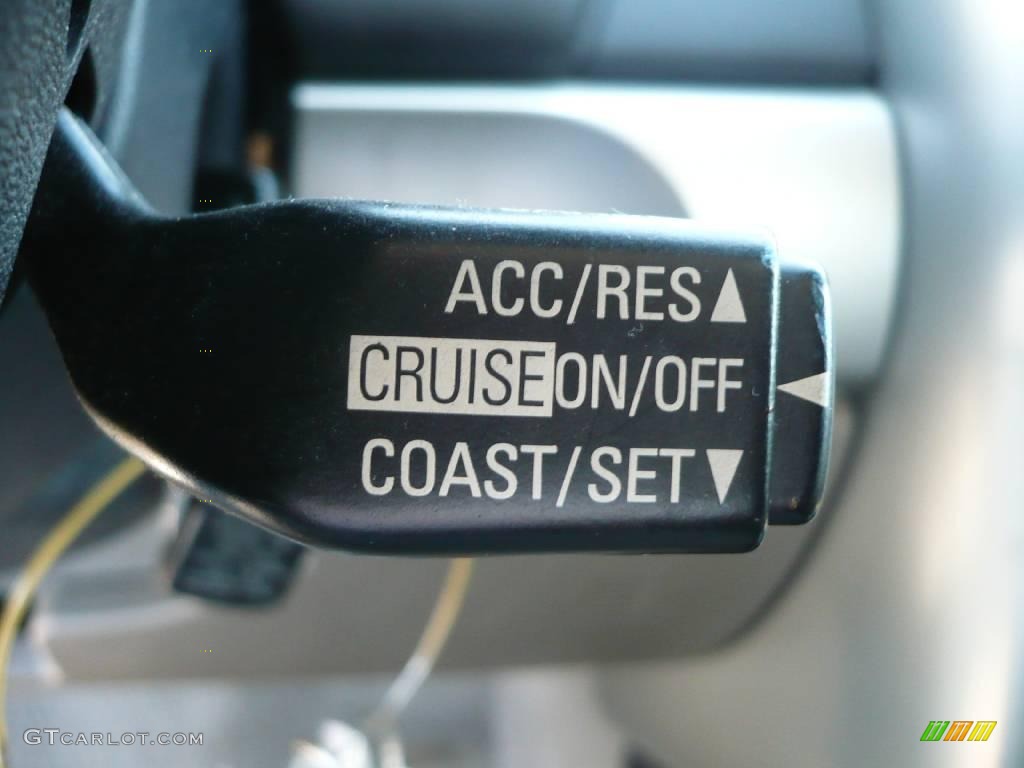 ACC/RES▲
CRUISE ON/OFF ◀
COAST/SET▼
GTCARLOT.COM